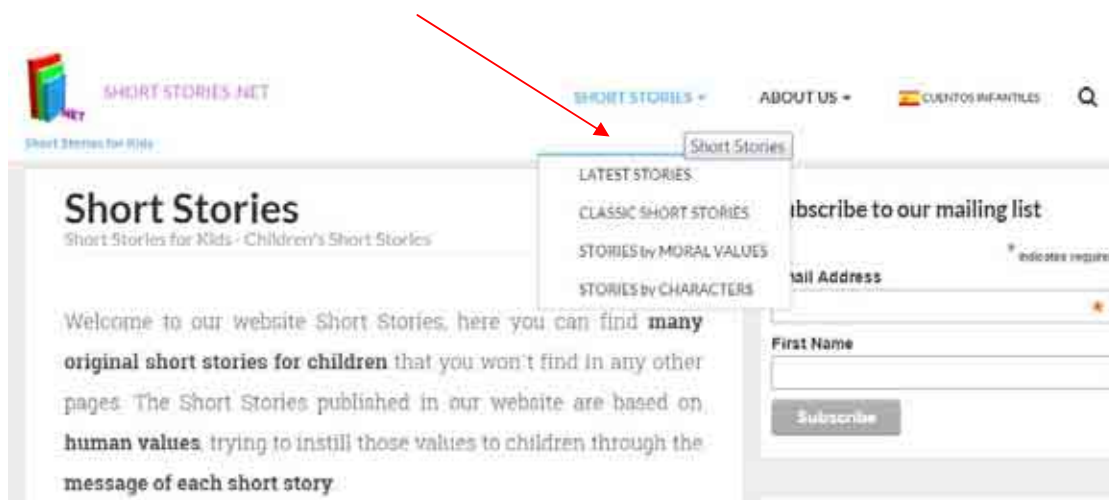 SHORT STORIES .NET
.NET
Short Stories for Kids
SHORT STORIES
ABOUT US
CUENTOS INFANTILES
Short Stories
LATEST STORIES
CLASSIC SHORT STORIES
STORIES by MORAL VALUES
STORIES by CHARACTERS
Short Stories
Short Stories for Kids - Children's Short Stories
Welcome to our website Short Stories, here you can find many
original short stories for children that you won't find in any other
pages. The Short Stories published in our website are based on
human values, trying to instill those values to children through the
message of each short story
ubscribe to our mailing list
* indicates require
mail Address
*
First Name
Subscribe